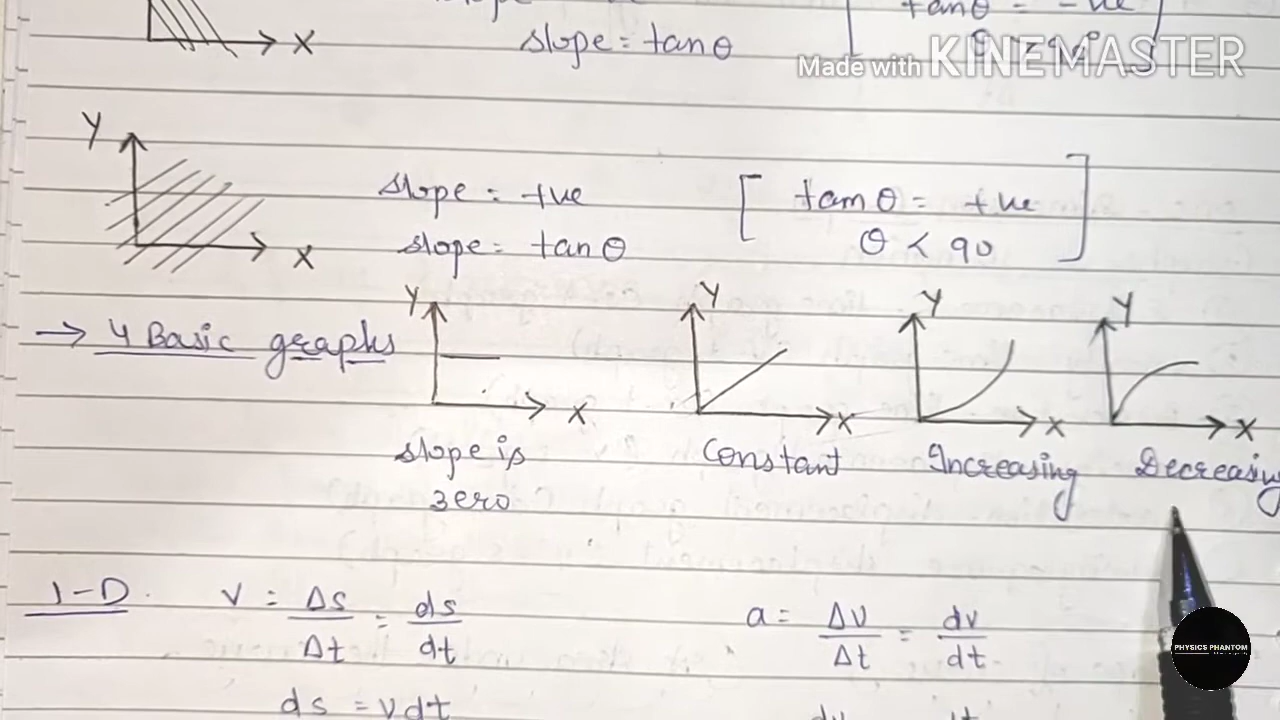 tanθ = -ve
X
slope = tanθ
Made with KINEMASTER
Y
slope = +ve
[ tanθ = +ve
slope = tanθ
θ < 90 ]
X
→ 4 Basic graphs
Y
X
Y
X
Y
X
Y
X
slope is
zero
Constant
Increasing
Decreasing
1-D.
v = Δs/Δt = ds/dt
a = Δv/Δt = dv/dt
ds = vdt
PHYSICS PHANTOM